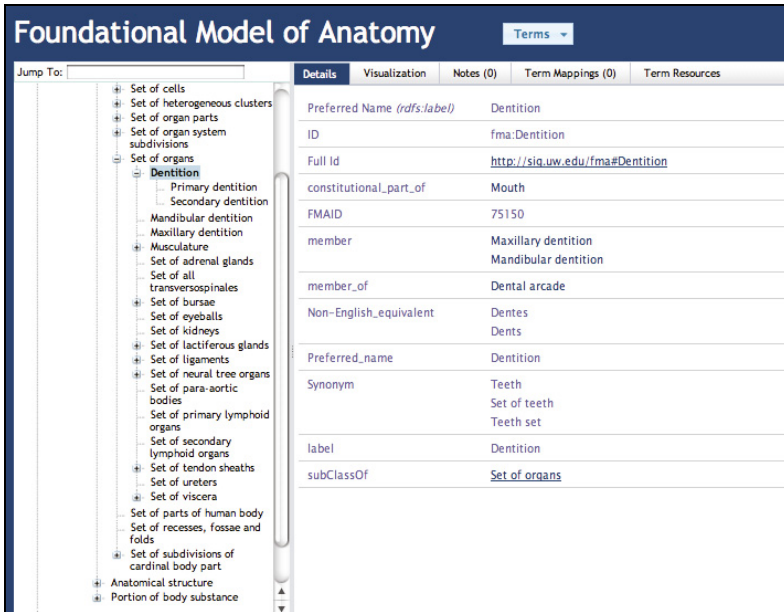 Foundational Model of Anatomy
Terms
Jump To:
Set of cells
Set of heterogeneous clusters
Set of organ parts
Set of organ system
subdivisions
Set of organs
Dentition
Primary dentition
Secondary dentition
Mandibular dentition
Maxillary dentition
Musculature
Set of adrenal glands
Set of all
transversospinales
Set of bursae
Set of eyeballs
Set of kidneys
Set of lactiferous glands
Set of ligaments
Set of neural tree organs
Set of para-aortic
bodies
Set of primary lymphoid
organs
Set of secondary
lymphoid organs
Set of tendon sheaths
Set of ureters
Set of viscera
Set of parts of human body
Set of recesses, fossae and
folds
Set of subdivisions of
cardinal body part
Anatomical structure
Portion of body substance
Details Visualization Notes (0) Term Mappings (0) Term Resources
Preferred Name (rdfs:label) Dentition
ID fma:Dentition
Full Id http://sig.uw.edu/fma#Dentition
constitutional_part_of Mouth
FMAID 75150
member Maxillary dentition
Mandibular dentition
member_of Dental arcade
Non-English_equivalent Dentes
Dents
Preferred_name Dentition
Synonym Teeth
Set of teeth
Teeth set
label Dentition
subClassOf Set of organs